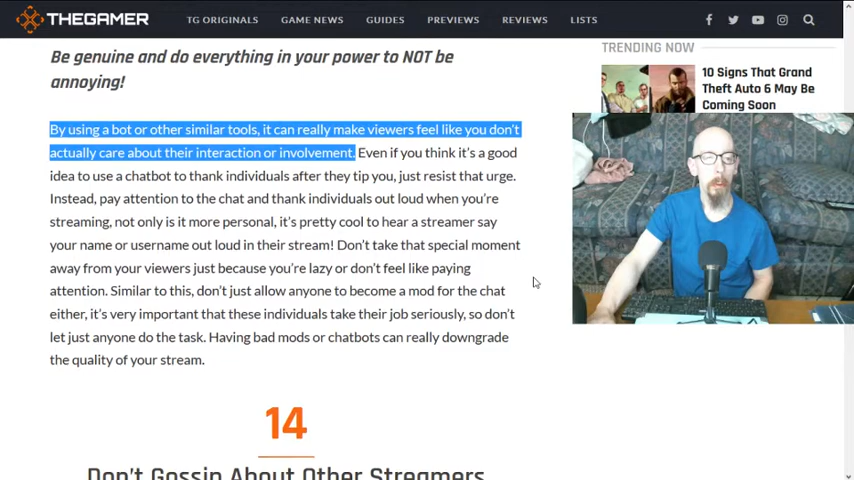 THEGAMER
TG ORIGINALS
GAME NEWS
GUIDES
PREVIEWS
REVIEWS
LISTS
Be genuine and do everything in your power to NOT be
annoying!
By using a bot or other similar tools, it can really make viewers feel like you don't
actually care about their interaction or involvement. Even if you think it's a good
idea to use a chatbot to thank individuals after they tip you, just resist that urge.
Instead, pay attention to the chat and thank individuals out loud when you're
streaming, not only is it more personal, it's pretty cool to hear a streamer say
your name or username out loud in their stream! Don't take that special moment
away from your viewers just because you're lazy or don't feel like paying
attention. Similar to this, don't just allow anyone to become a mod for the chat
either, it's very important that these individuals take their job seriously, so don't
let just anyone do the task. Having bad mods or chatbots can really downgrade
the quality of your stream.
14
Don't Gossip About Other Streamers
TRENDING NOW
10 Signs That Grand
Theft Auto 6 May Be
Coming Soon